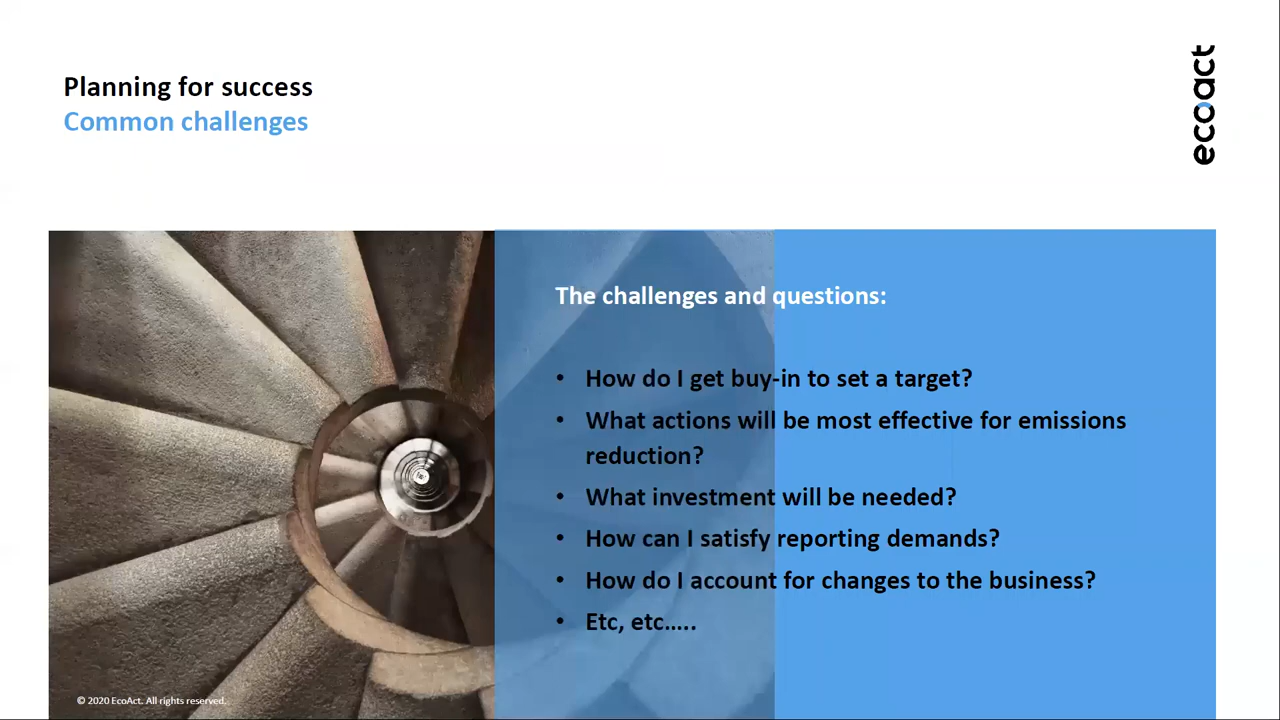 Planning for success
Common challenges
ecoact
The challenges and questions:
• How do I get buy-in to set a target?
• What actions will be most effective for emissions
reduction?
• What investment will be needed?
• How can I satisfy reporting demands?
• How do I account for changes to the business?
• Etc, etc.....
© 2020 EcoAct. All rights reserved.